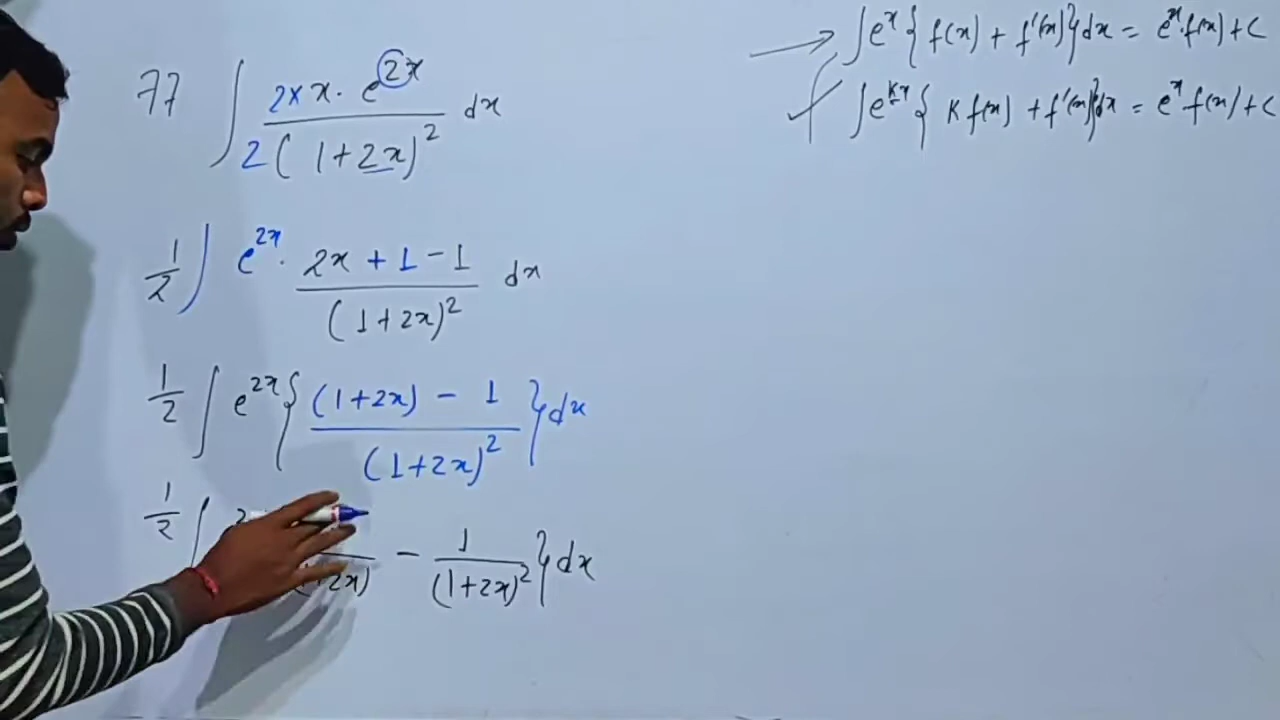 ∫e^x{f(x) + f'(x)}dx = e^x.f(x)+C
∫e^{Kx}{K f(x) + f'(x)}dx = e^x f(x)+C
77 ∫ (2×x.e^{2x})/(2(1+2x)^2) dx
1/2 ∫ e^{2x}. (2x+1-1)/((1+2x)^2) dx
1/2 ∫ e^{2x}{((1+2x) - 1)/((1+2x)^2)}dx
1/2 ∫ - 1/((1+2x)^2)}dx